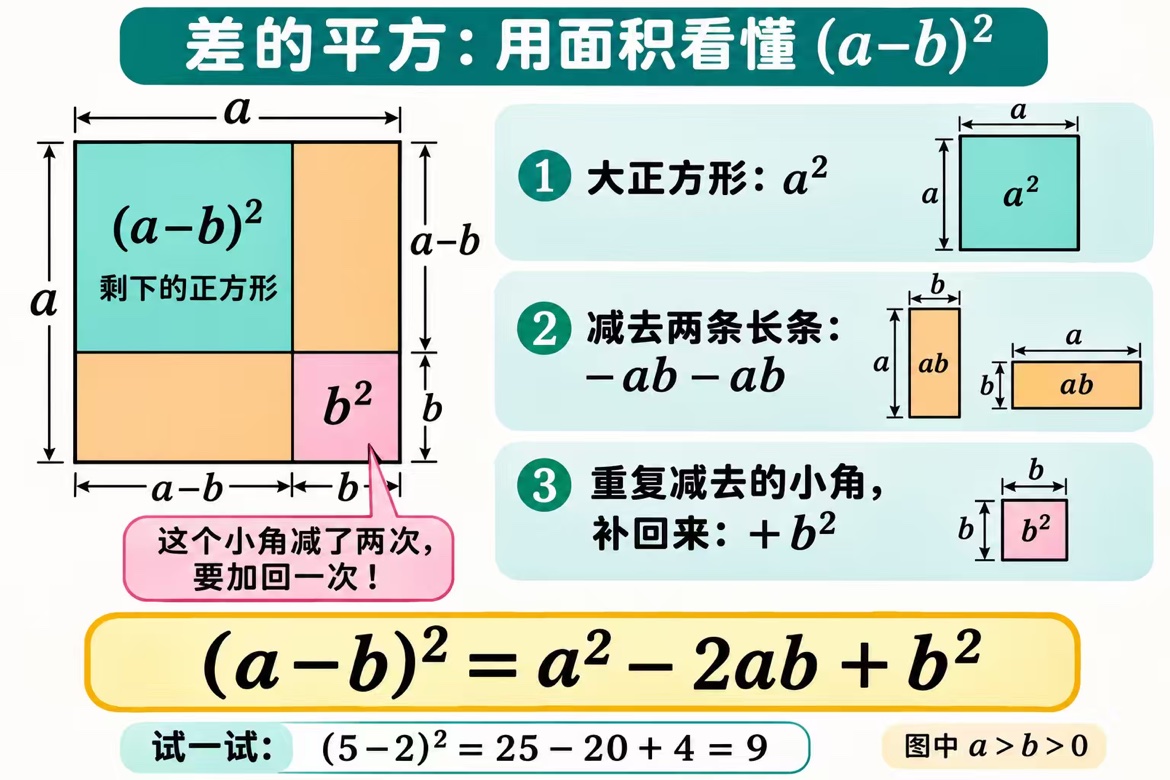 差的平方：用面积看懂 (a−b)²
a
a
(a−b)²
剩下的正方形
a−b
b²
b
a−b
b
这个小角减了两次，
要加回一次！
1 大正方形：a²
a
a
a²
2 减去两条长条：
−ab−ab
b
a
ab
a
b
ab
3 重复减去的小角，
补回来：+b²
b
b
b²
(a−b)²=a²−2ab+b²
试一试： (5−2)²=25−20+4=9
图中 a>b>0